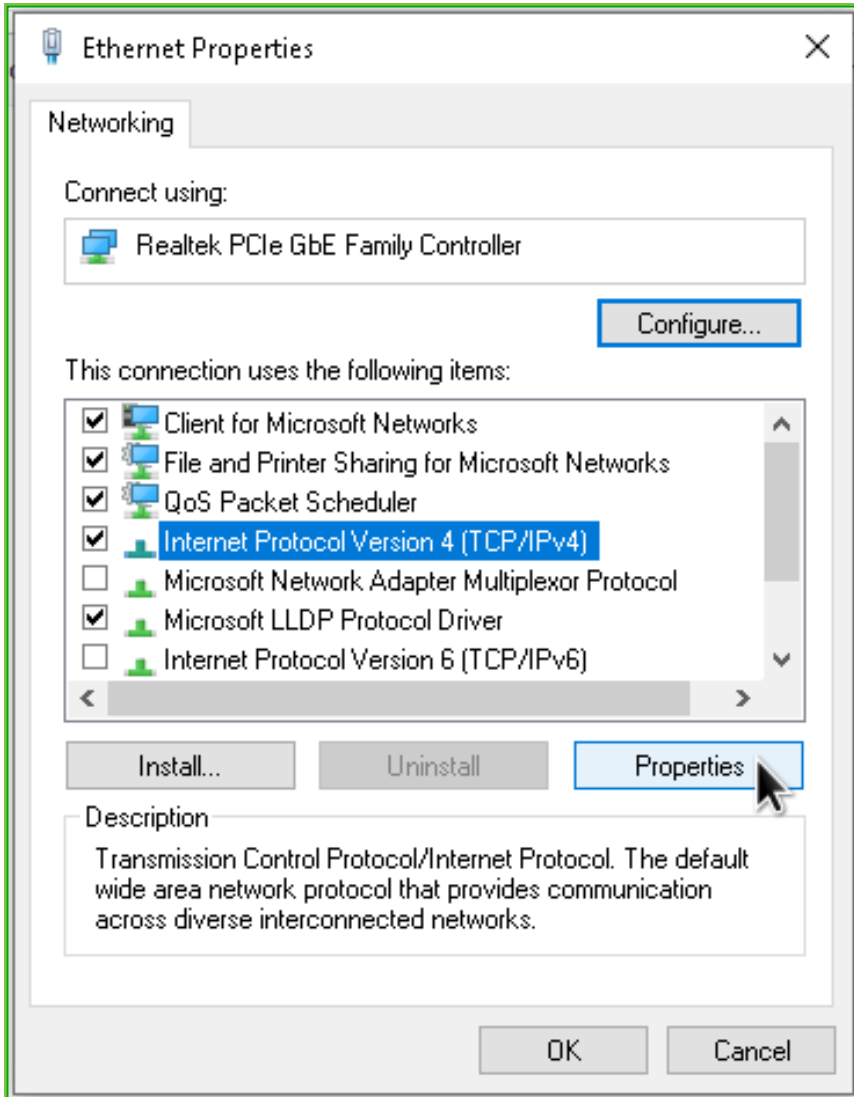 Ethernet Properties
Networking
Connect using:
Realtek PCIe GbE Family Controller
Configure...
This connection uses the following items:
Client for Microsoft Networks
File and Printer Sharing for Microsoft Networks
QoS Packet Scheduler
Internet Protocol Version 4 (TCP/IPv4)
Microsoft Network Adapter Multiplexor Protocol
Microsoft LLDP Protocol Driver
Internet Protocol Version 6 (TCP/IPv6)
Install... Uninstall Properties
Description
Transmission Control Protocol/Internet Protocol. The default
wide area network protocol that provides communication
across diverse interconnected networks.
OK Cancel